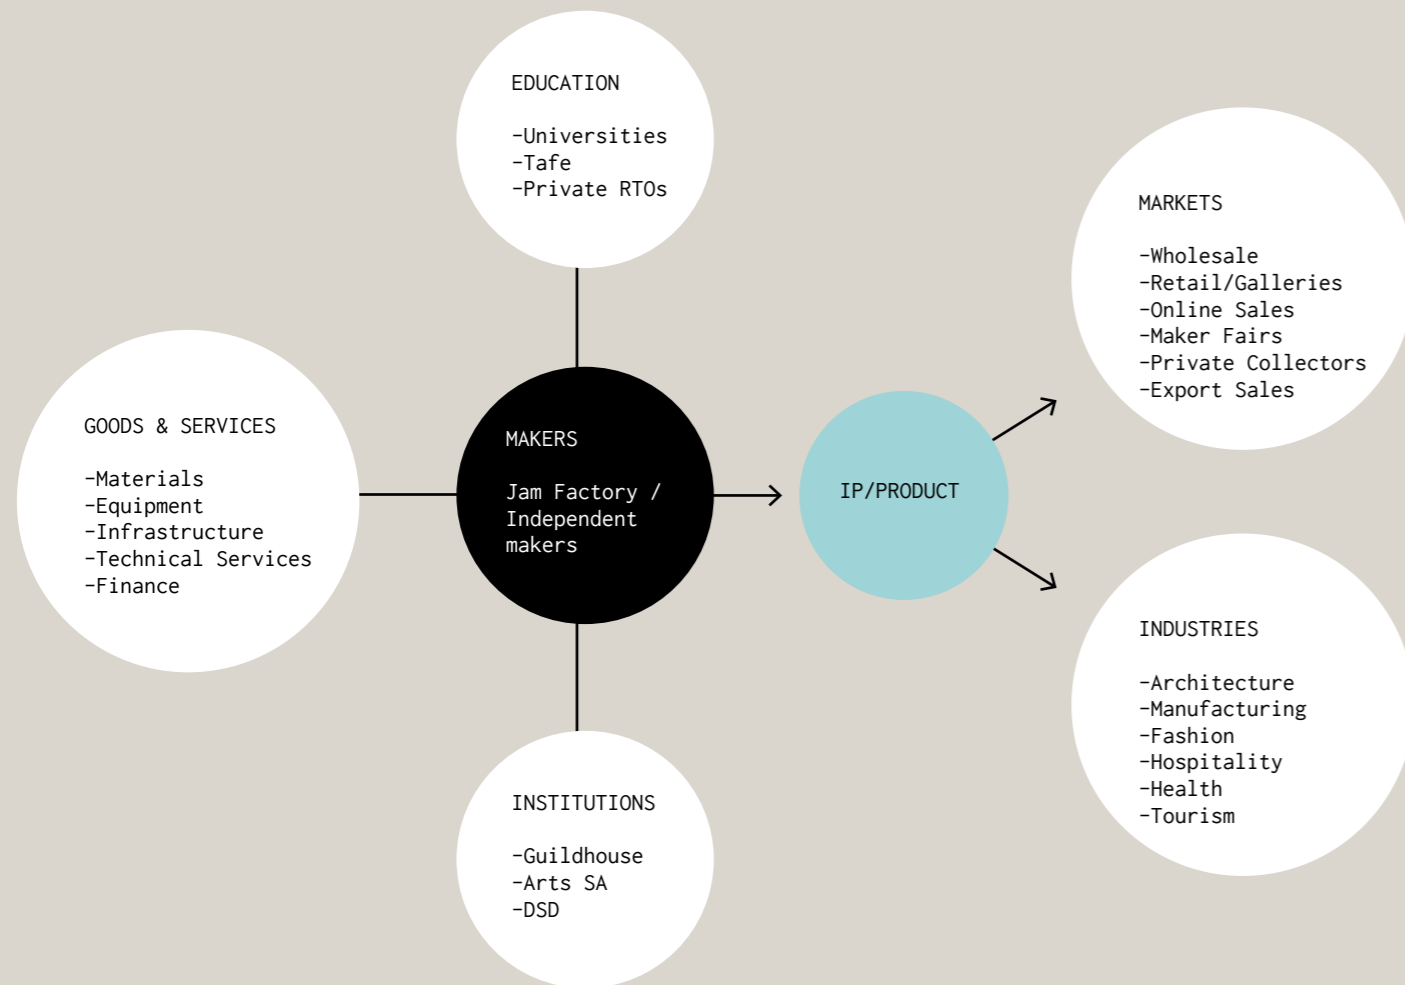 EDUCATION
-Universities
-Tafe
-Private RTOs
MARKETS
-Wholesale
-Retail/Galleries
-Online Sales
-Maker Fairs
-Private Collectors
-Export Sales
GOODS & SERVICES
-Materials
-Equipment
-Infrastructure
-Technical Services
-Finance
MAKERS
Jam Factory /
Independent
makers
IP/PRODUCT
INDUSTRIES
-Architecture
-Manufacturing
-Fashion
-Hospitality
-Health
-Tourism
INSTITUTIONS
-Guildhouse
-Arts SA
-DSD